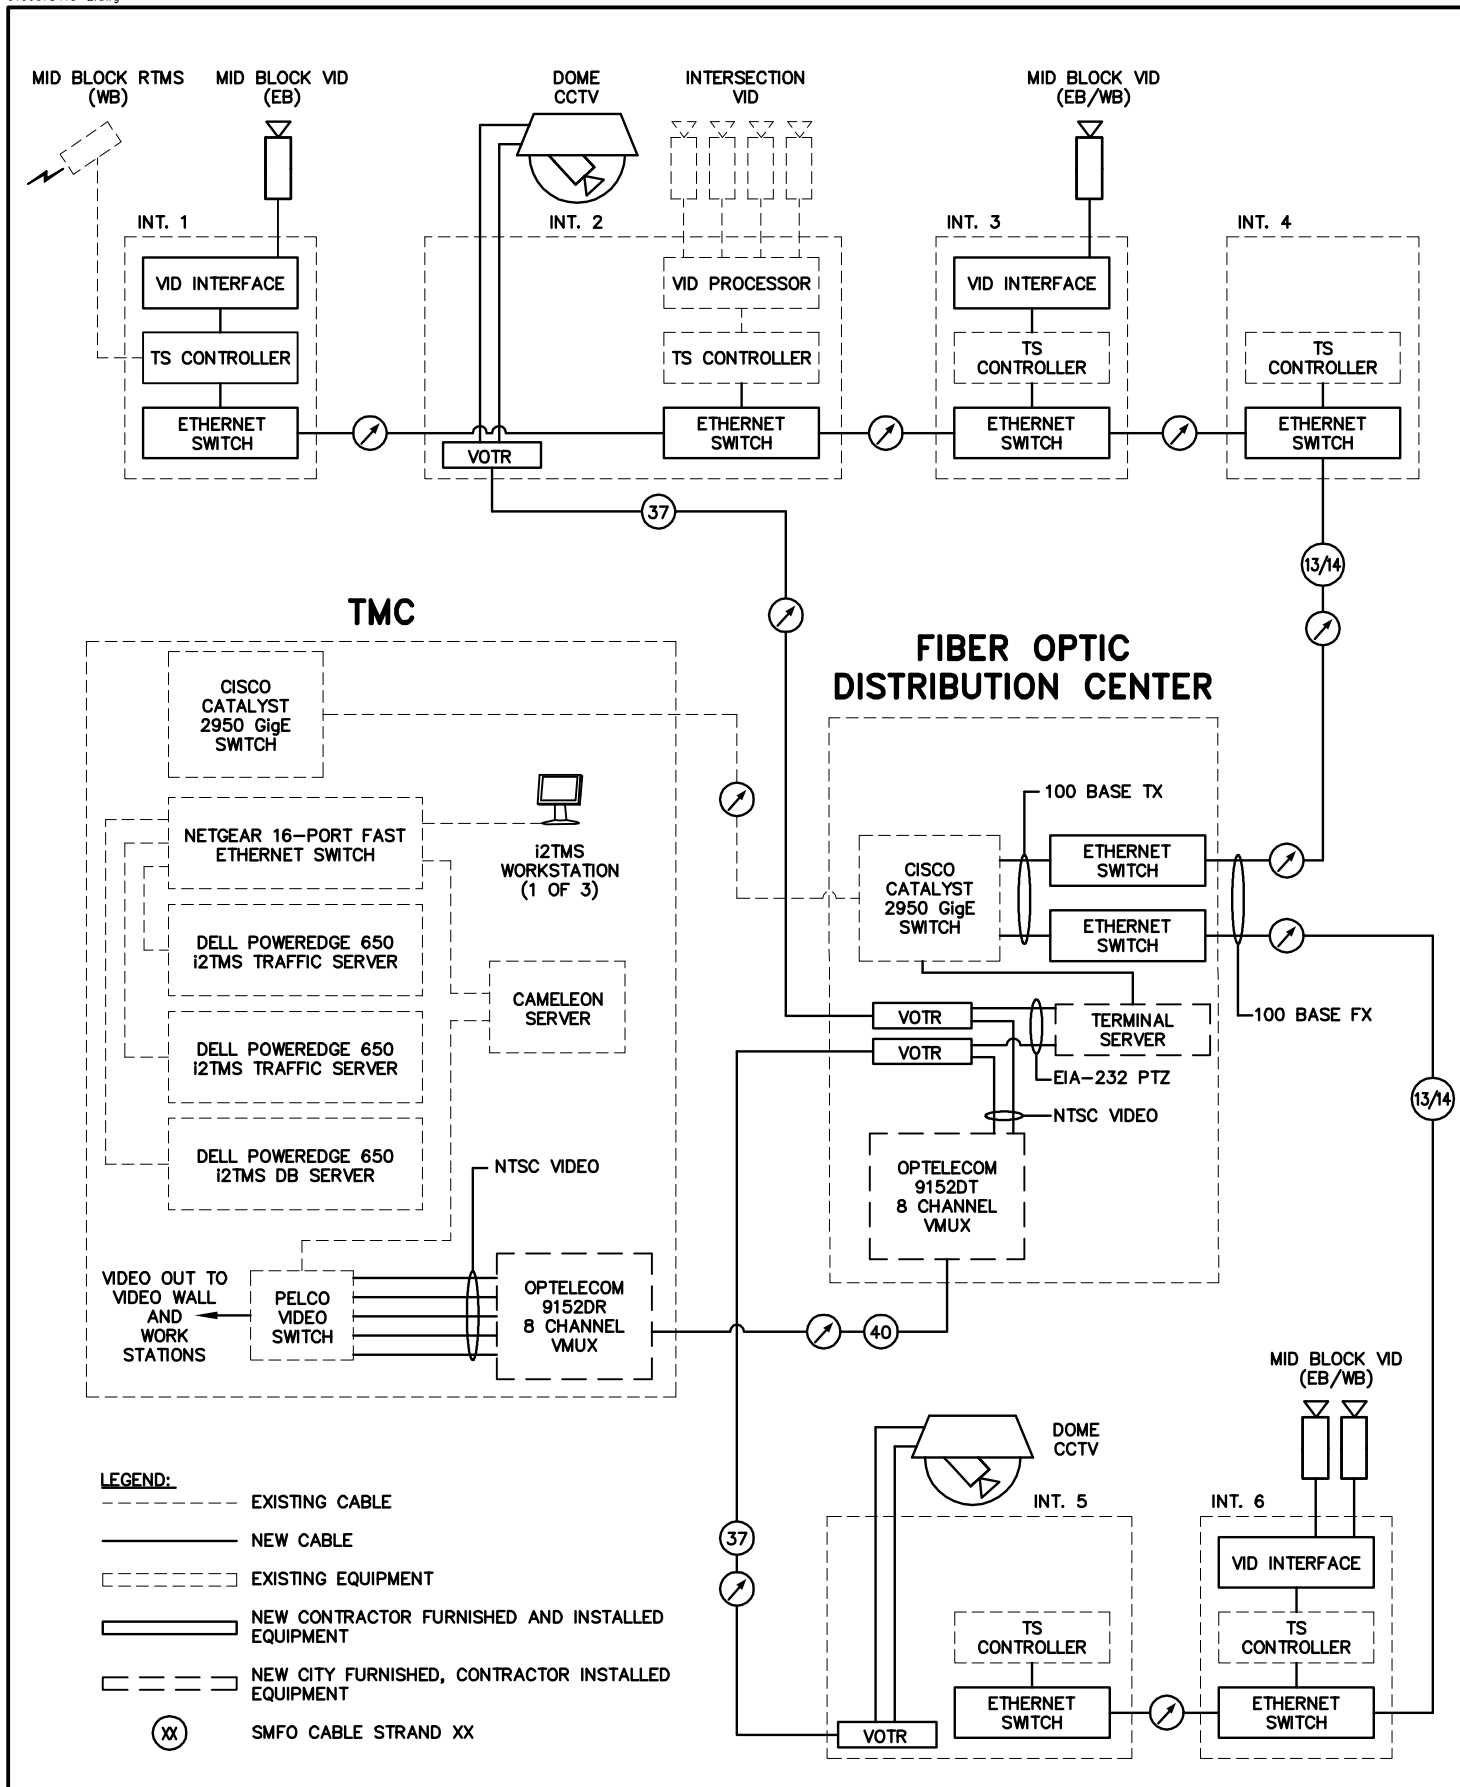 MID BLOCK RTMS
(WB)
MID BLOCK VID
(EB)
DOME
CCTV
INTERSECTION
VID
MID BLOCK VID
(EB/WB)
INT. 1
INT. 2
INT. 3
INT. 4
VID INTERFACE
VID PROCESSOR
VID INTERFACE
TS CONTROLLER
TS CONTROLLER
TS
CONTROLLER
TS
CONTROLLER
ETHERNET
SWITCH
VOTR
ETHERNET
SWITCH
ETHERNET
SWITCH
ETHERNET
SWITCH
37
13/14
TMC
FIBER OPTIC
DISTRIBUTION CENTER
CISCO
CATALYST
2950 GigE
SWITCH
NETGEAR 16-PORT FAST
ETHERNET SWITCH
i2TMS
WORKSTATION
(1 OF 3)
DELL POWEREDGE 650
i2TMS TRAFFIC SERVER
CAMELEON
SERVER
DELL POWEREDGE 650
i2TMS TRAFFIC SERVER
DELL POWEREDGE 650
i2TMS DB SERVER
NTSC VIDEO
VIDEO OUT TO
VIDEO WALL
AND
WORK
STATIONS
PELCO
VIDEO
SWITCH
OPTELECOM
9152DR
8 CHANNEL
VMUX
40
100 BASE TX
CISCO
CATALYST
2950 GigE
SWITCH
ETHERNET
SWITCH
ETHERNET
SWITCH
VOTR
VOTR
TERMINAL
SERVER
100 BASE FX
EIA-232 PTZ
NTSC VIDEO
OPTELECOM
9152DT
8 CHANNEL
VMUX
13/14
MID BLOCK VID
(EB/WB)
DOME
CCTV
INT. 5
INT. 6
37
VID INTERFACE
TS
CONTROLLER
TS
CONTROLLER
ETHERNET
SWITCH
ETHERNET
SWITCH
VOTR
LEGEND:
EXISTING CABLE
NEW CABLE
EXISTING EQUIPMENT
NEW CONTRACTOR FURNISHED AND INSTALLED
EQUIPMENT
NEW CITY FURNISHED, CONTRACTOR INSTALLED
EQUIPMENT
XX
SMFO CABLE STRAND XX